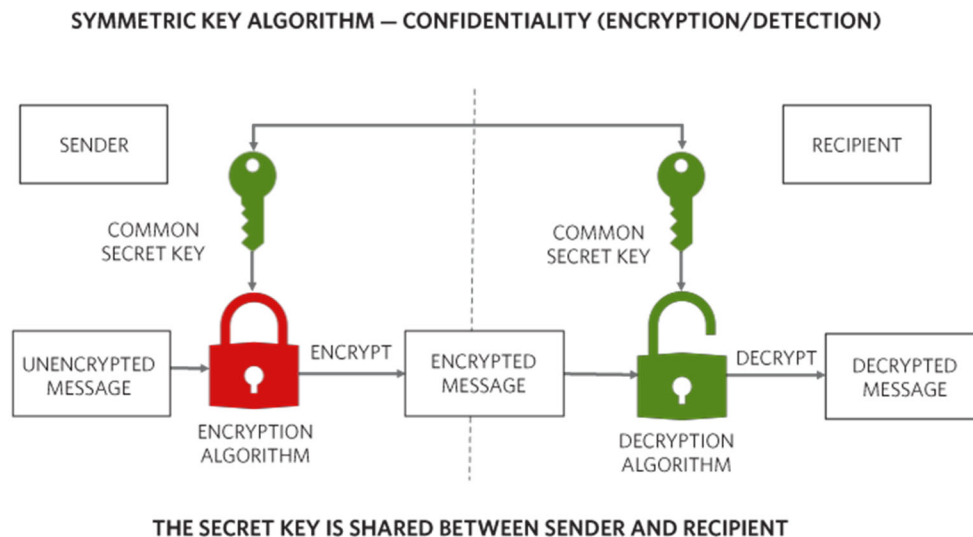 SYMMETRIC KEY ALGORITHM — CONFIDENTIALITY (ENCRYPTION/DETECTION)
SENDER
RECIPIENT
COMMON
SECRET KEY
COMMON
SECRET KEY
UNENCRYPTED
MESSAGE
ENCRYPT
ENCRYPTED
MESSAGE
DECRYPT
DECRYPTED
MESSAGE
ENCRYPTION
ALGORITHM
DECRYPTION
ALGORITHM
THE SECRET KEY IS SHARED BETWEEN SENDER AND RECIPIENT